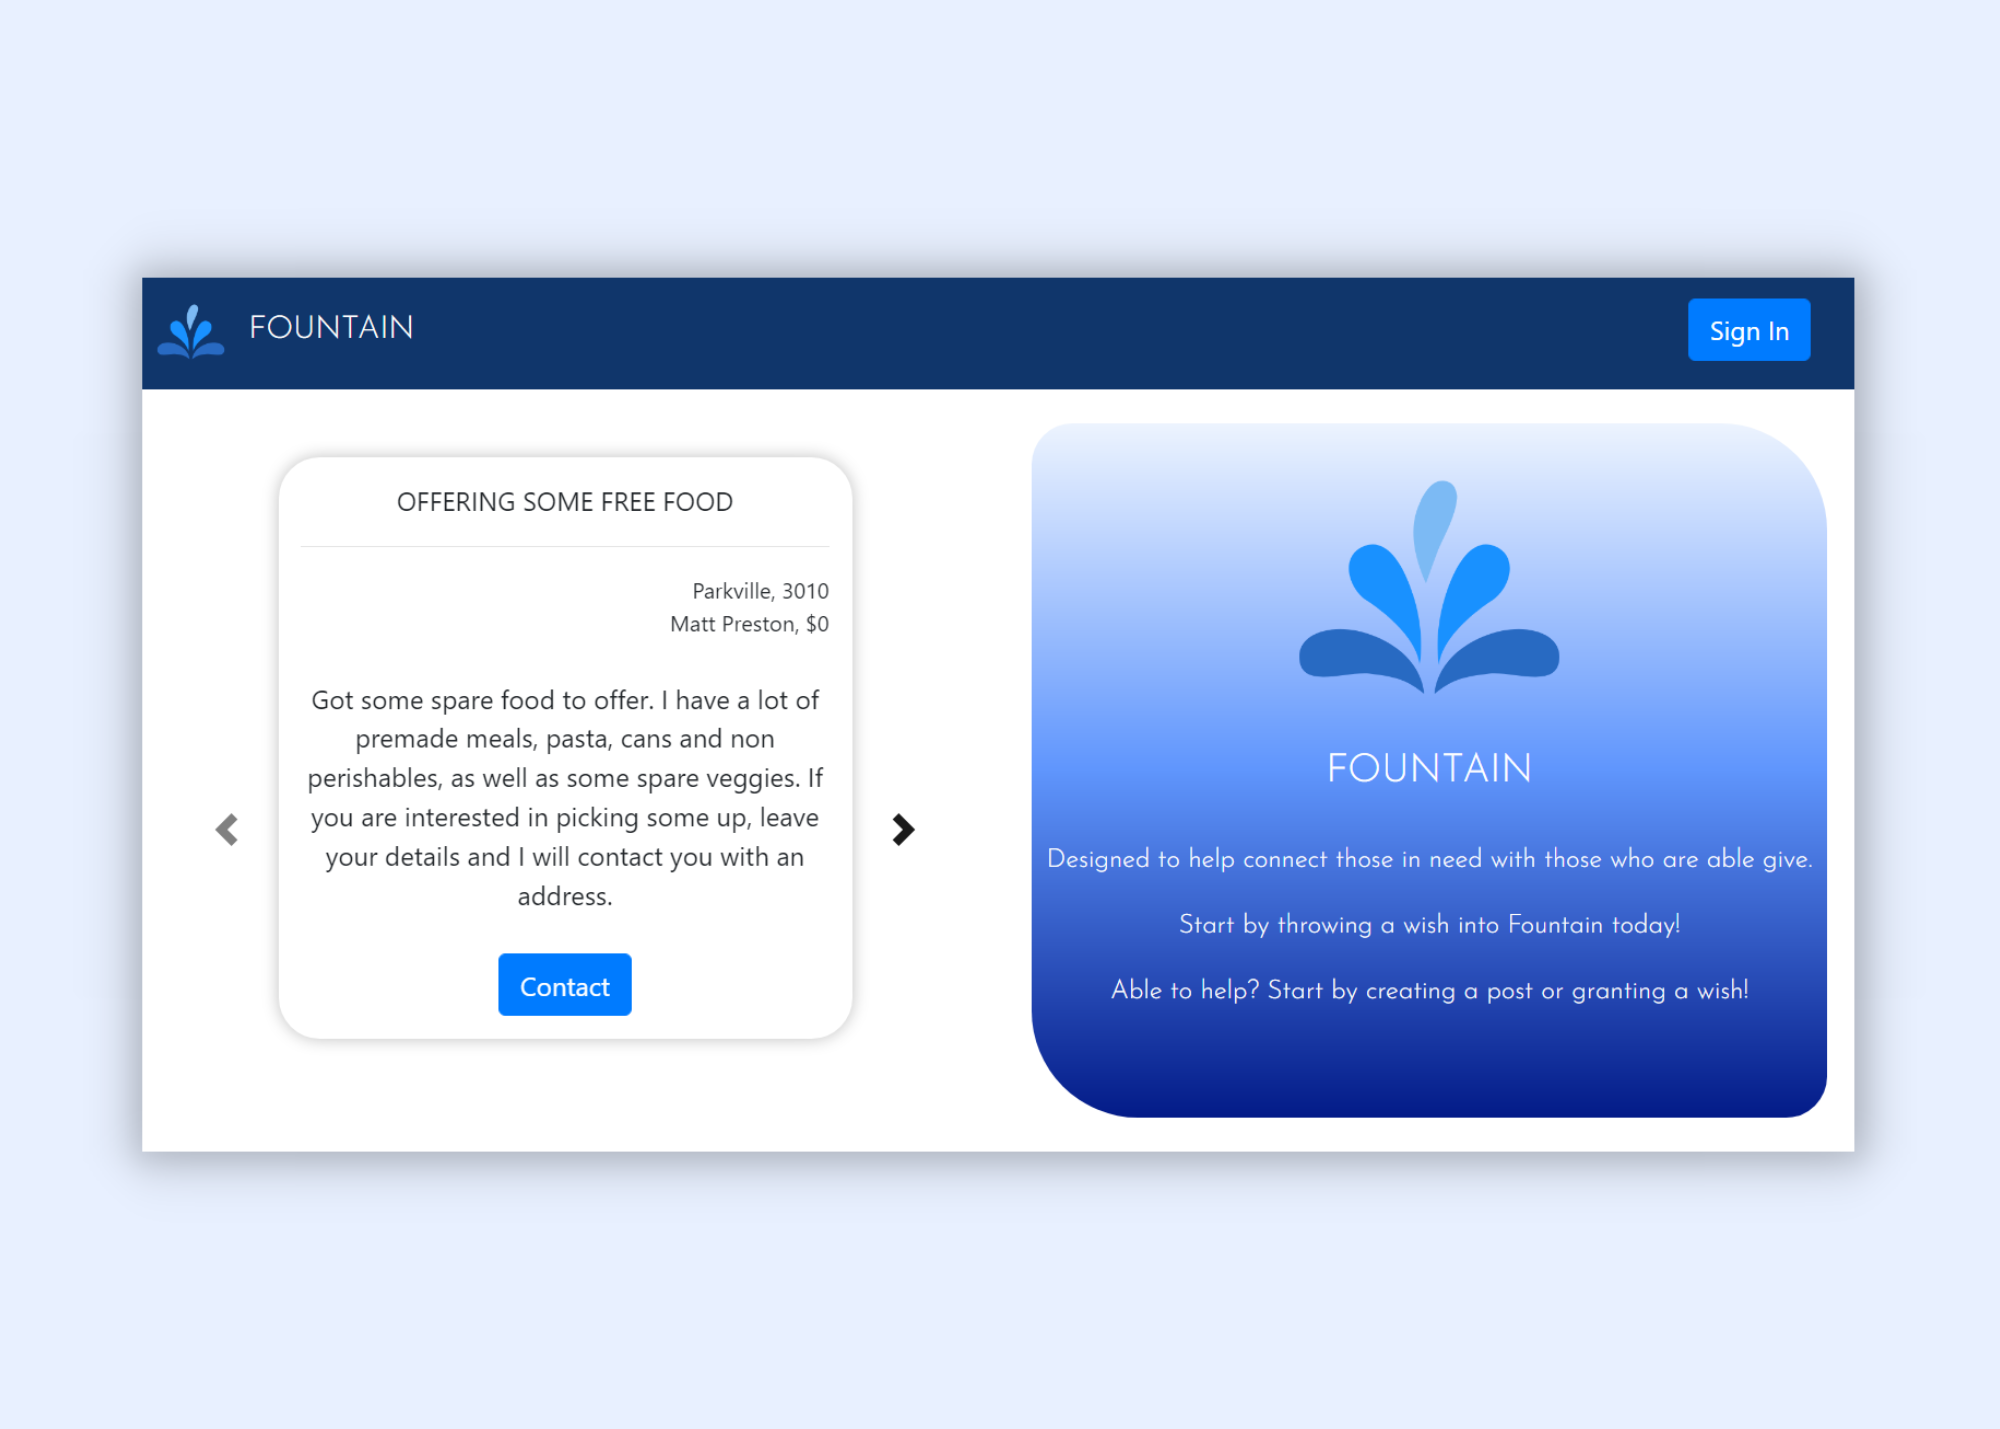 FOUNTAIN
Sign In
OFFERING SOME FREE FOOD
Parkville, 3010
Matt Preston, $0
Got some spare food to offer. I have a lot of
premade meals, pasta, cans and non
perishables, as well as some spare veggies. If
you are interested in picking some up, leave
your details and I will contact you with an
address.
Contact
FOUNTAIN
Designed to help connect those in need with those who are able give.
Start by throwing a wish into Fountain today!
Able to help? Start by creating a post or granting a wish!